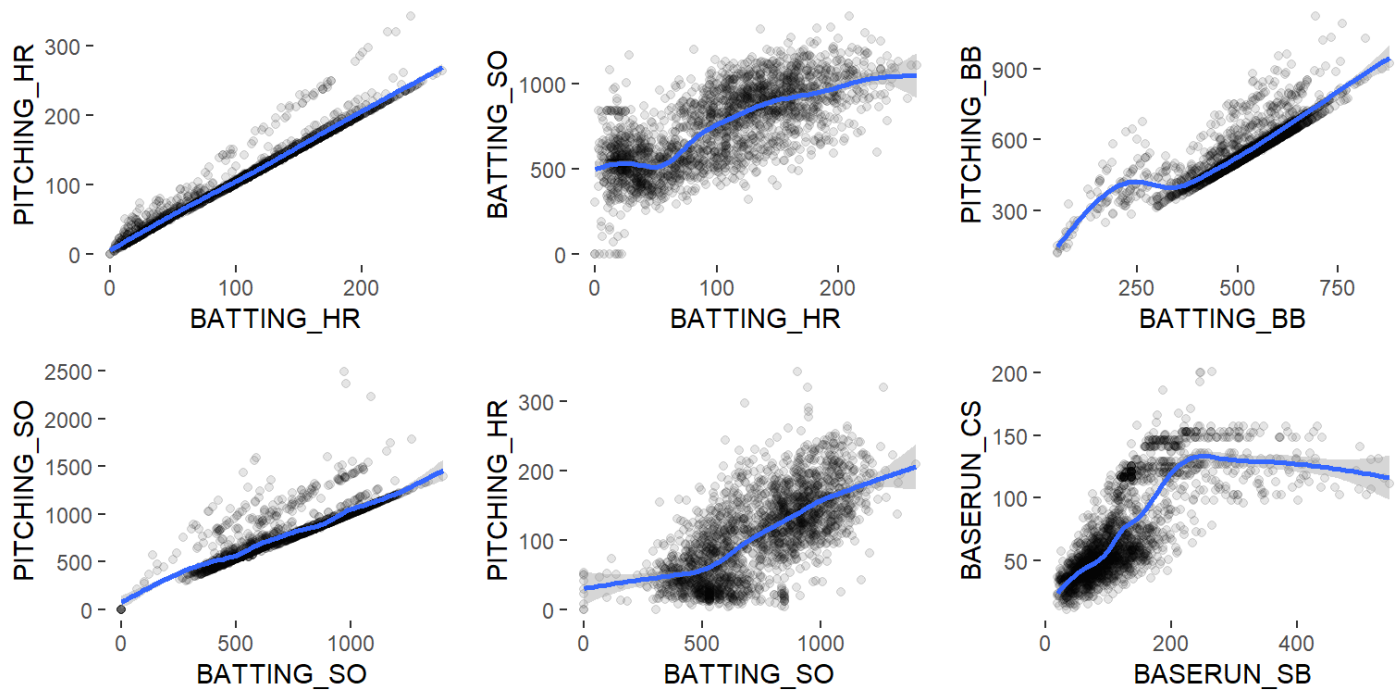 PITCHING_HR
300
200
100
0
0 100 200
BATTING_HR
BATTING_SO
1000
500
0
0 100 200
BATTING_HR
PITCHING_BB
900
600
300
250 500 750
BATTING_BB
PITCHING_SO
2500
2000
1500
1000
500
0
0 500 1000
BATTING_SO
PITCHING_HR
300
200
100
0
0 500 1000
BATTING_SO
BASERUN_CS
200
150
100
50
0 200 400
BASERUN_SB